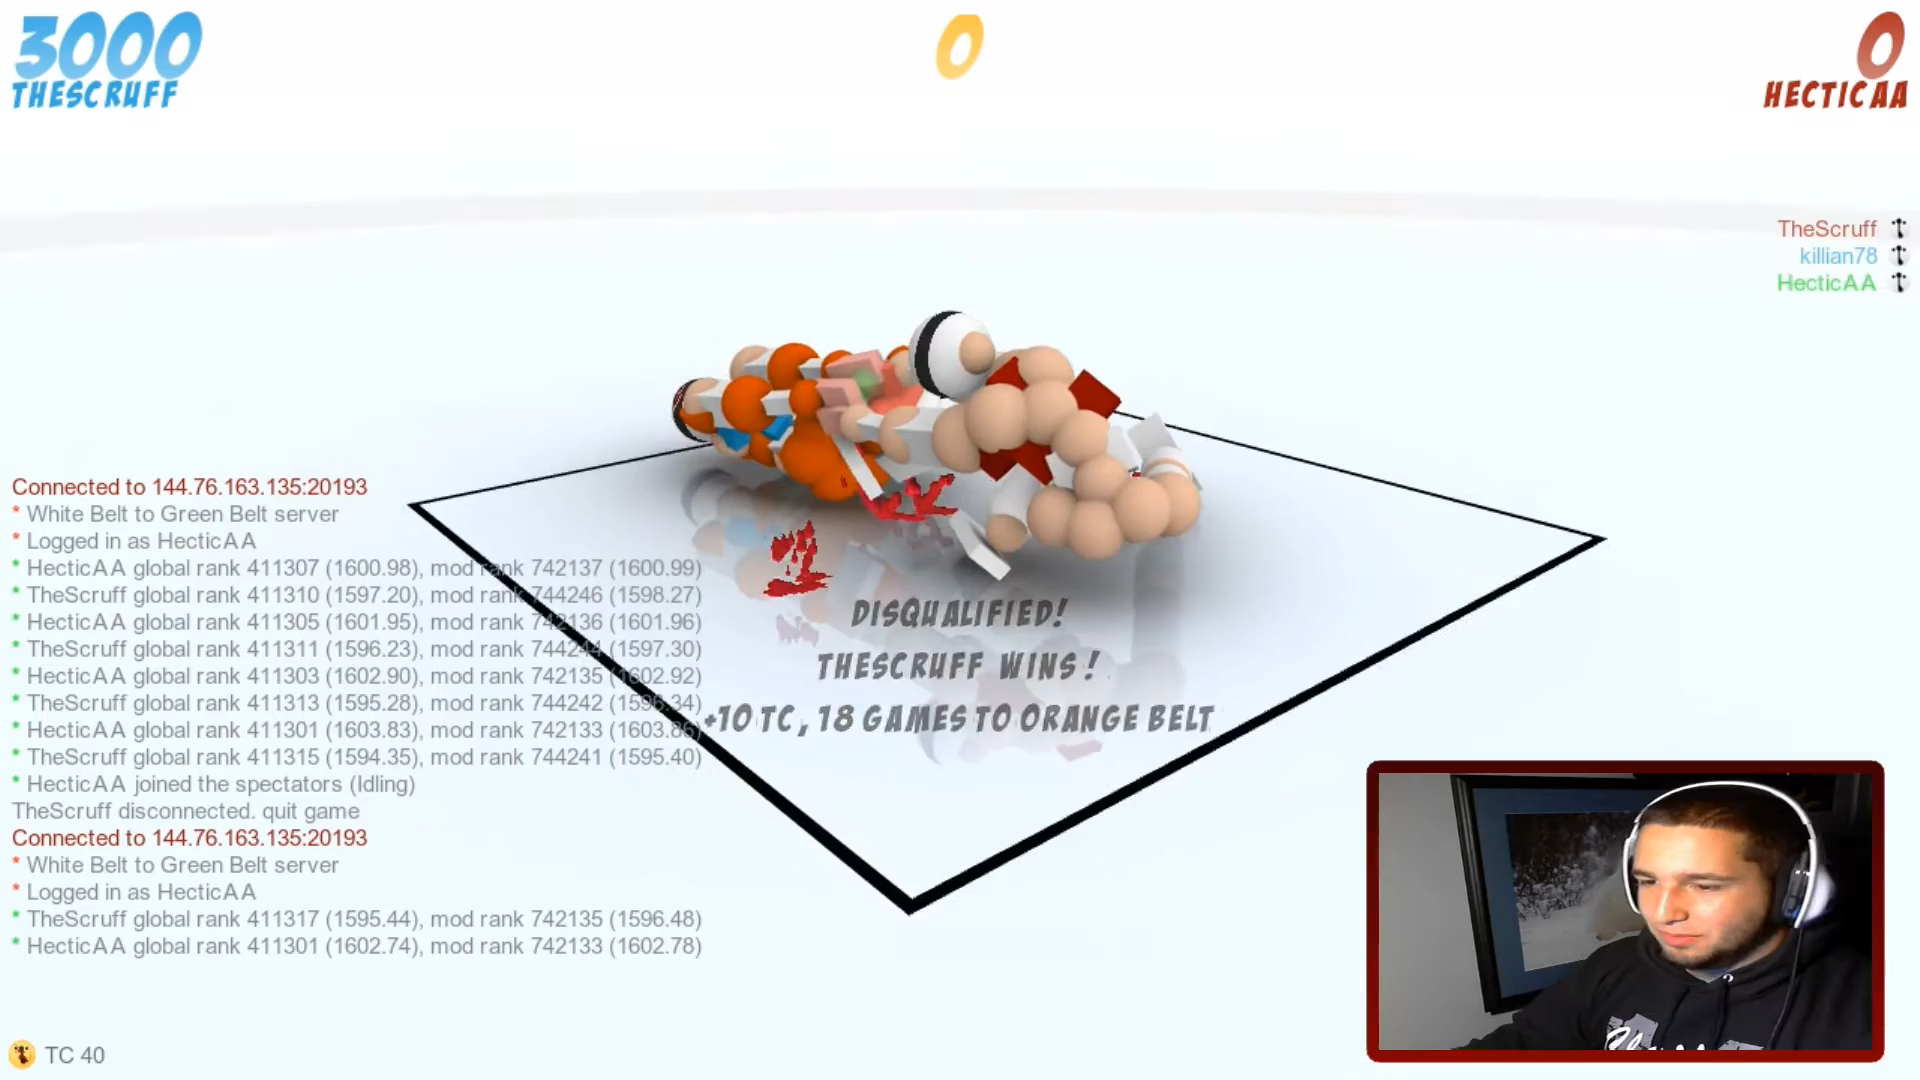 3000
THESCRUFF
0
0
HECTICAA
TheScruff
killian78
HecticAA
Connected to 144.76.163.135:20193
* White Belt to Green Belt server
* Logged in as HecticAA
* HecticAA global rank 411307 (1600.98), mod rank 742137 (1600.99)
* TheScruff global rank 411310 (1597.20), mod rank 744246 (1598.27)
* HecticAA global rank 411305 (1601.95), mod rank 742136 (1601.96)
* TheScruff global rank 411311 (1596.23), mod rank 744244 (1597.30)
* HecticAA global rank 411303 (1602.90), mod rank 742135 (1602.92)
* TheScruff global rank 411313 (1595.28), mod rank 744242 (1596.34)
* HecticAA global rank 411301 (1603.83), mod rank 742133 (1603.86)
* TheScruff global rank 411315 (1594.35), mod rank 744241 (1595.40)
* HecticAA joined the spectators (Idling)
TheScruff disconnected. quit game
Connected to 144.76.163.135:20193
* White Belt to Green Belt server
* Logged in as HecticAA
* TheScruff global rank 411317 (1595.44), mod rank 742135 (1596.48)
* HecticAA global rank 411301 (1602.74), mod rank 742133 (1602.78)
DISQUALIFIED!
THESCRUFF WINS!
+10 TC, 18 GAMES TO ORANGE BELT
TC 40